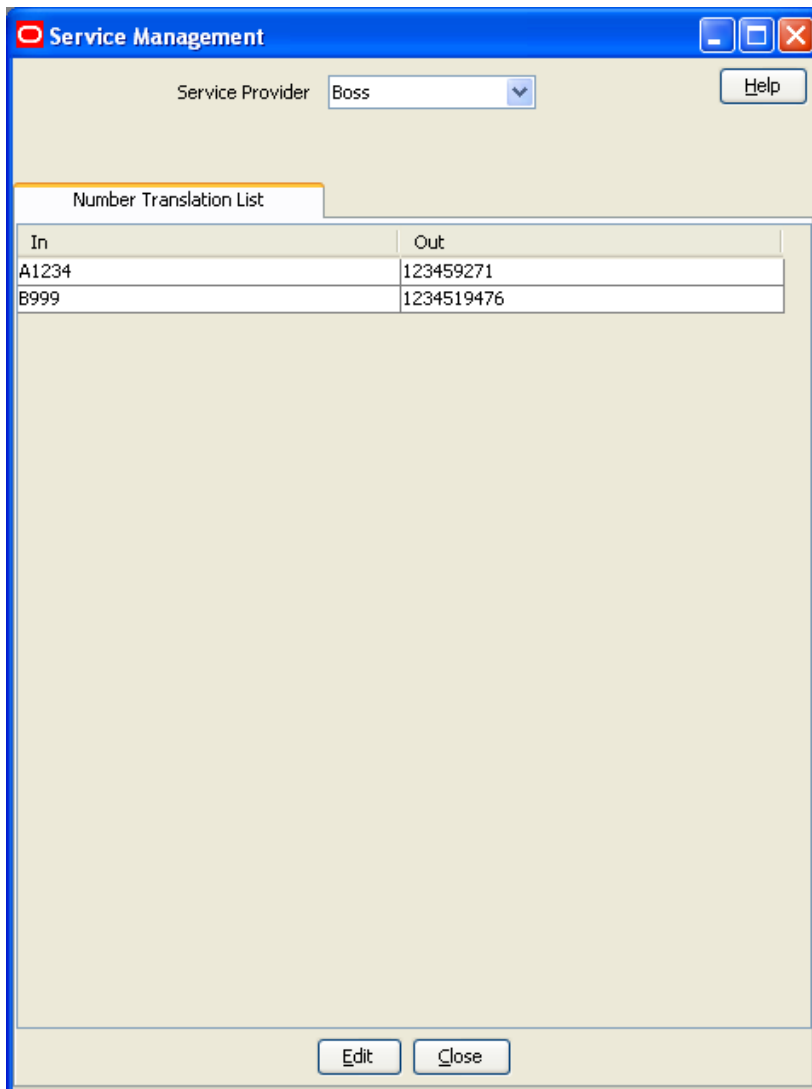 Service Management
Service Provider Boss Help
Number Translation List
In Out
A1234 123459271
B999 1234519476
Edit Close